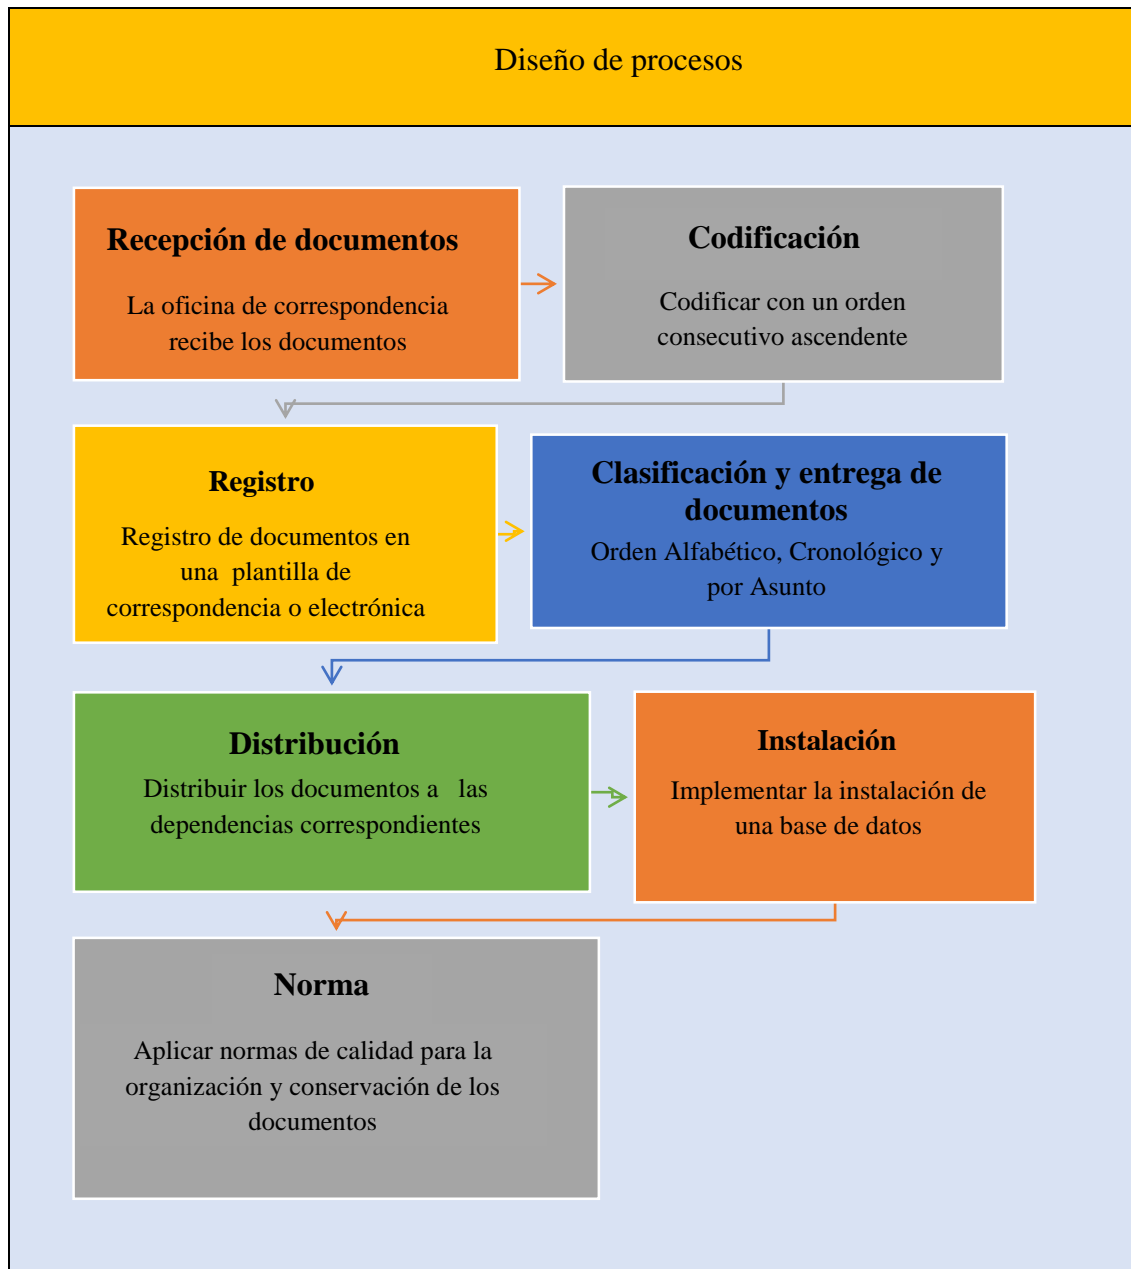 Diseño de procesos
Recepción de documentos
La oficina de correspondencia
recibe los documentos
Codificación
Codificar con un orden
consecutivo ascendente
Registro
Registro de documentos en
una plantilla de
correspondencia o electrónica
Clasificación y entrega de
documentos
Orden Alfabético, Cronológico y
por Asunto
Distribución
Distribuir los documentos a las
dependencias correspondientes
Instalación
Implementar la instalación de
una base de datos
Norma
Aplicar normas de calidad para la
organización y conservación de los
documentos